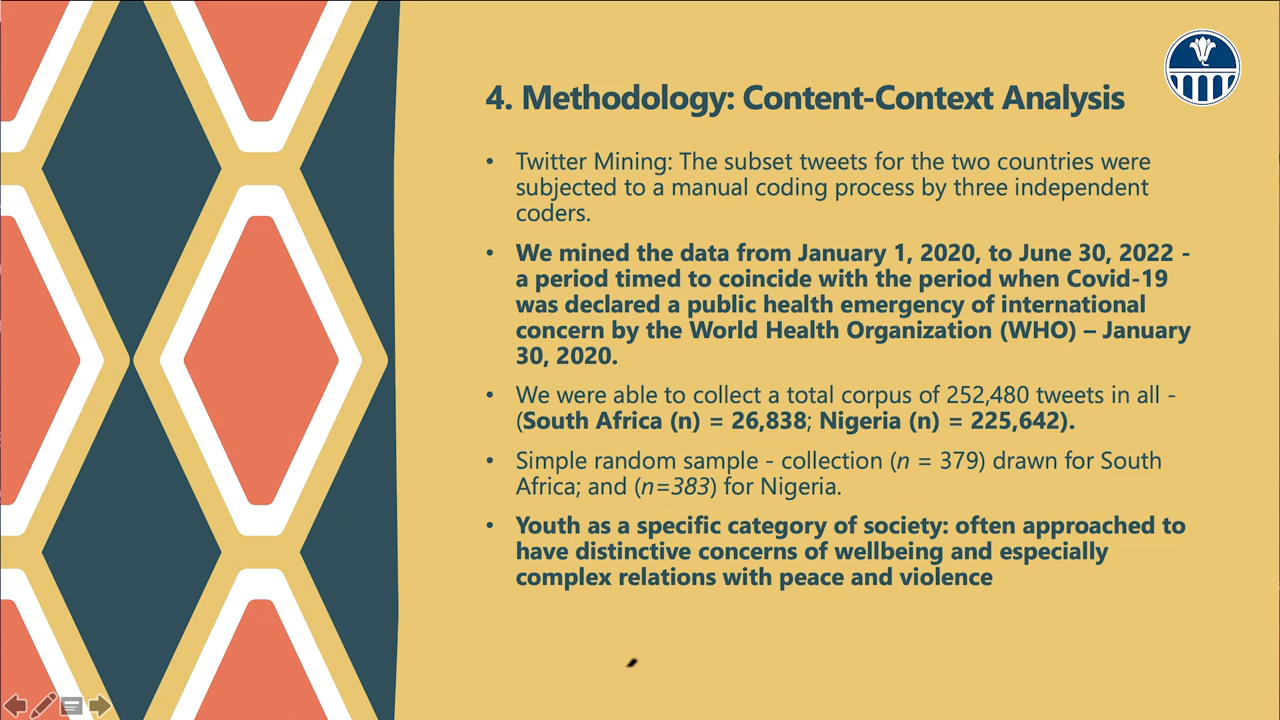 4. Methodology: Content-Context Analysis
• Twitter Mining: The subset tweets for the two countries were
subjected to a manual coding process by three independent
coders.
• We mined the data from January 1, 2020, to June 30, 2022 -
a period timed to coincide with the period when Covid-19
was declared a public health emergency of international
concern by the World Health Organization (WHO) – January
30, 2020.
• We were able to collect a total corpus of 252,480 tweets in all -
(South Africa (n) = 26,838; Nigeria (n) = 225,642).
• Simple random sample - collection (n = 379) drawn for South
Africa; and (n=383) for Nigeria.
• Youth as a specific category of society: often approached to
have distinctive concerns of wellbeing and especially
complex relations with peace and violence